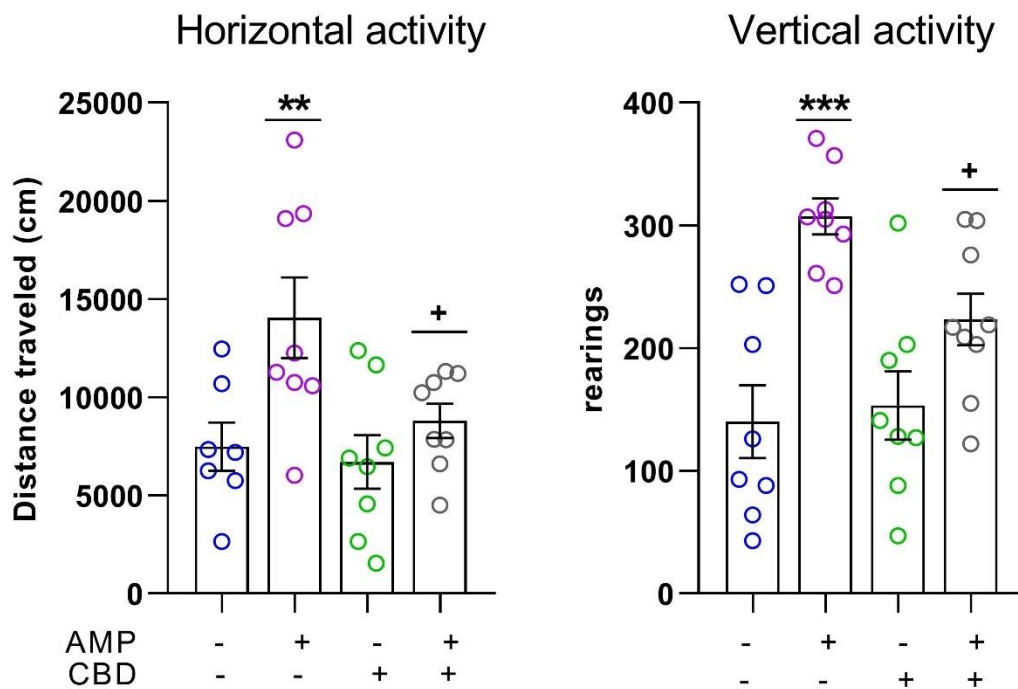 Horizontal activity
Distance traveled (cm)
25000
20000
15000
10000
5000
0
**
+
AMP - + - +
CBD - - + +
Vertical activity
rearings
400
300
200
100
0
***
+
- + - +
- - + +